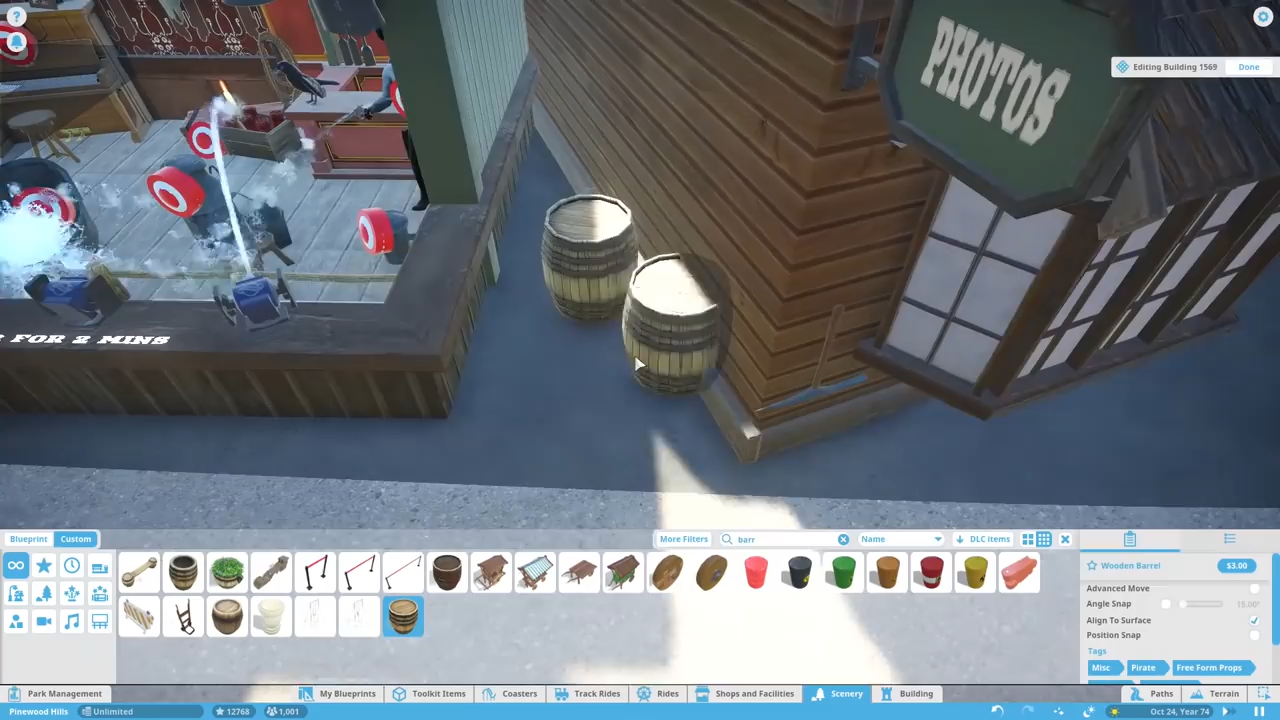 ?
PHOTOS
Editing Building 1569
Done
FOR 2 MINS
Blueprint
Custom
More Filters
barr
Name
DLC items
Wooden Barrel
$3.00
Advanced Move
Angle Snap
15.00°
Align To Surface
Position Snap
Tags
Misc
Pirate
Free Form Props
Park Management
My Blueprints
Toolkit Items
Coasters
Track Rides
Rides
Shops and Facilities
Scenery
Building
Paths
Terrain
Pinewood Hills
Unlimited
12768
1,001
Oct 24, Year 74